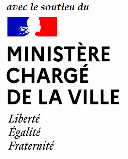 avec le soutien du
MINISTÈRE
CHARGÉ
DE LA VILLE
Liberté
Égalité
Fraternité